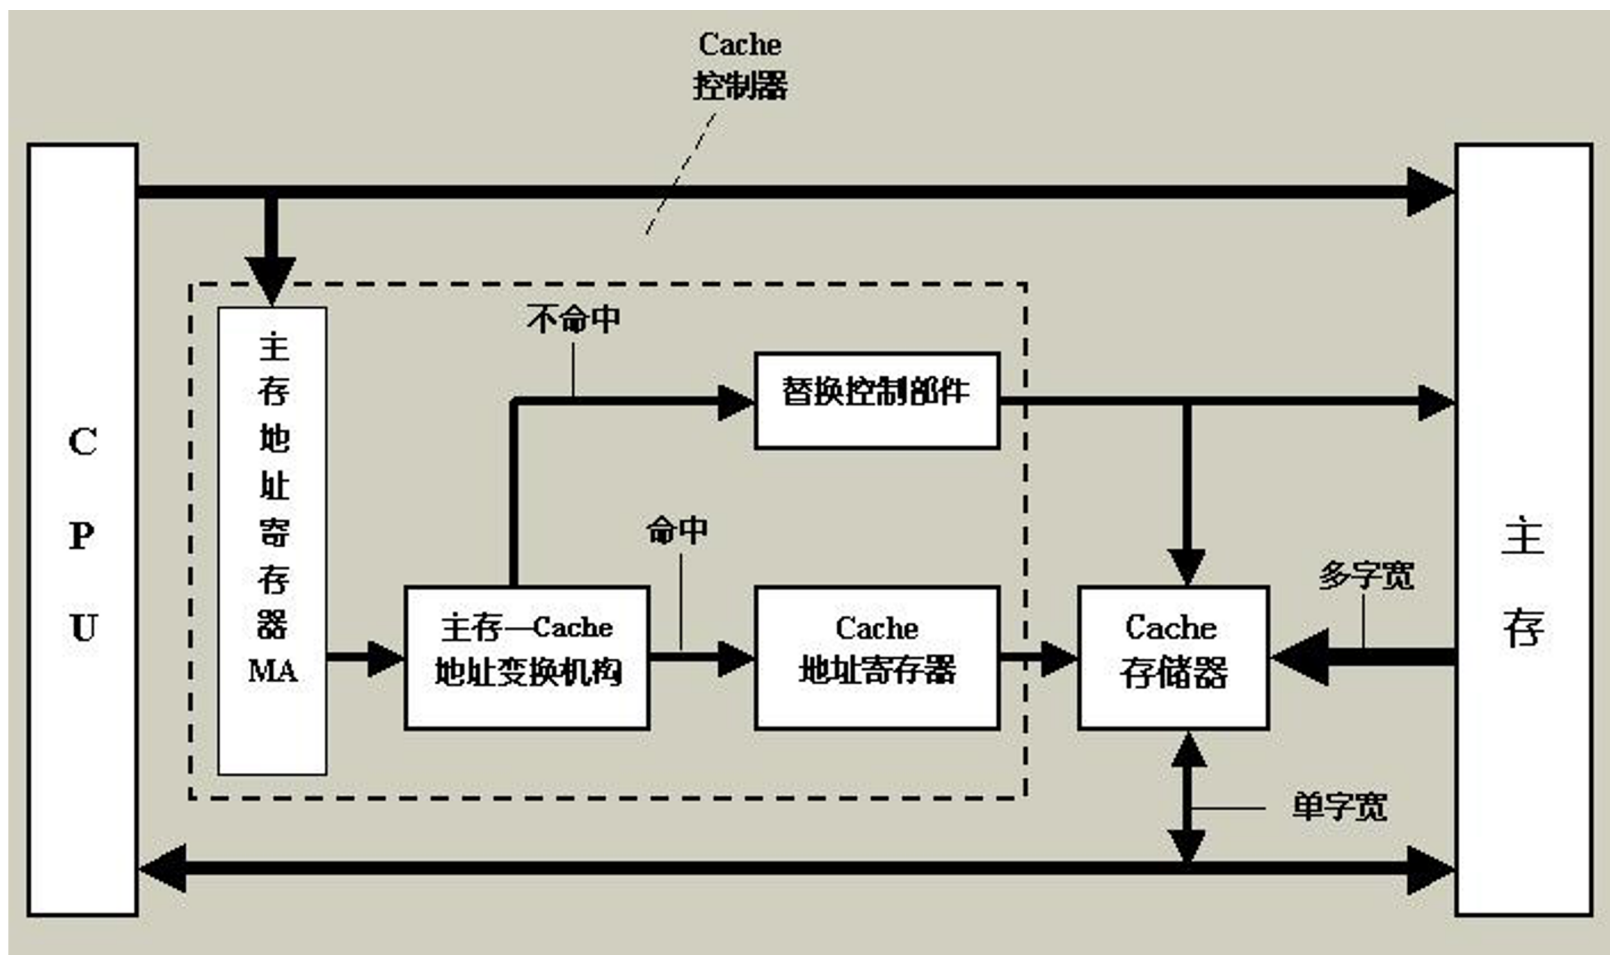 Cache
控制器
CPU
主存地址寄存器
MA
不命中
替换控制部件
命中
主存—Cache
地址变换机构
Cache
地址寄存器
Cache
存储器
多字宽
单字宽
主存